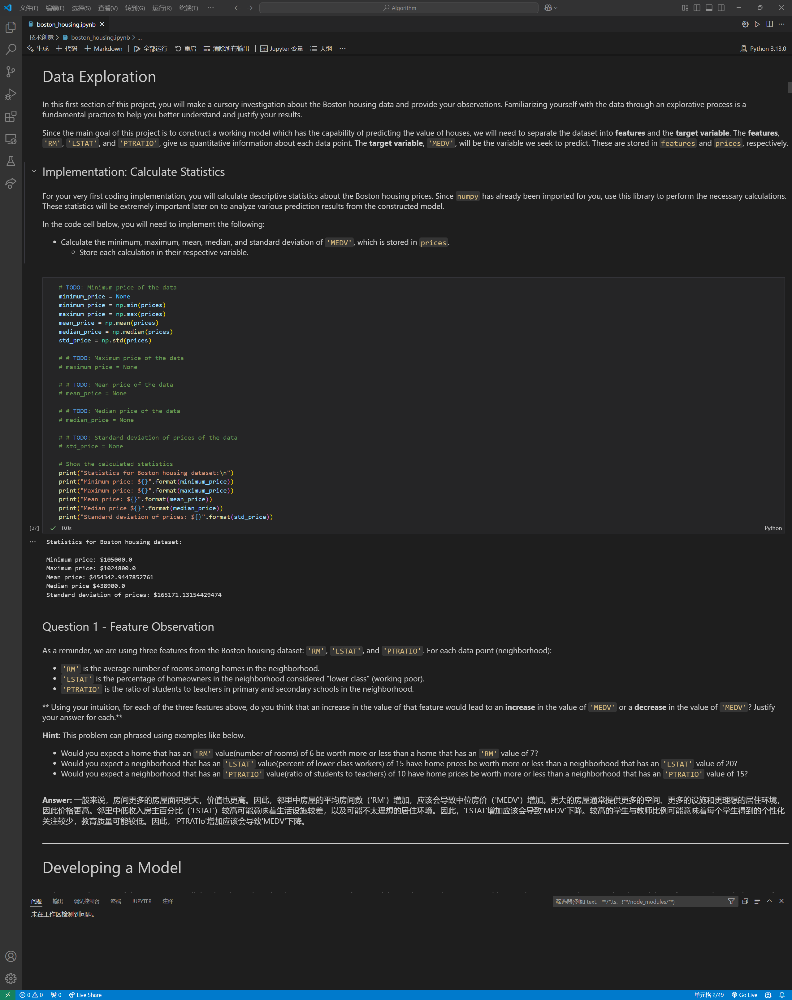 文件(F) 编辑(E) 选择(S) 查看(V) 转到(G) 运行(R) 终端(T) ··· Algorithm
boston_housing.ipynb
技术创意 > boston_housing.ipynb > ...
生成 + 代码 + Markdown 全部运行 重启 清除所有输出 Jupyter 变量 大纲 ··· Python 3.13.0
Data Exploration
In this first section of this project, you will make a cursory investigation about the Boston housing data and provide your observations. Familiarizing yourself with the data through an explorative process is a
fundamental practice to help you better understand and justify your results.
Since the main goal of this project is to construct a working model which has the capability of predicting the value of houses, we will need to separate the dataset into features and the target variable. The features,
'RM', 'LSTAT', and 'PTRATIO', give us quantitative information about each data point. The target variable, 'MEDV', will be the variable we seek to predict. These are stored in features and prices, respectively.
Implementation: Calculate Statistics
For your very first coding implementation, you will calculate descriptive statistics about the Boston housing prices. Since numpy has already been imported for you, use this library to perform the necessary calculations.
These statistics will be extremely important later on to analyze various prediction results from the constructed model.
In the code cell below, you will need to implement the following:
• Calculate the minimum, maximum, mean, median, and standard deviation of 'MEDV', which is stored in prices.
○ Store each calculation in their respective variable.
# TODO: Minimum price of the data
minimum_price = None
minimum_price = np.min(prices)
maximum_price = np.max(prices)
mean_price = np.mean(prices)
median_price = np.median(prices)
std_price = np.std(prices)
# # TODO: Maximum price of the data
# maximum_price = None
# # TODO: Mean price of the data
# mean_price = None
# # TODO: Median price of the data
# median_price = None
# # TODO: Standard deviation of prices of the data
# std_price = None
# Show the calculated statistics
print("Statistics for Boston housing dataset:\n")
print("Minimum price: ${}".format(minimum_price))
print("Maximum price: ${}".format(maximum_price))
print("Mean price: ${}".format(mean_price))
print("Median price ${}".format(median_price))
print("Standard deviation of prices: ${}".format(std_price))
[27] ✓ 0.0s Python
··· Statistics for Boston housing dataset:
Minimum price: $105000.0
Maximum price: $1024800.0
Mean price: $454342.9447852761
Median price $438900.0
Standard deviation of prices: $165171.13154429474
Question 1 - Feature Observation
As a reminder, we are using three features from the Boston housing dataset: 'RM', 'LSTAT', and 'PTRATIO'. For each data point (neighborhood):
• 'RM' is the average number of rooms among homes in the neighborhood.
• 'LSTAT' is the percentage of homeowners in the neighborhood considered "lower class" (working poor).
• 'PTRATIO' is the ratio of students to teachers in primary and secondary schools in the neighborhood.
** Using your intuition, for each of the three features above, do you think that an increase in the value of that feature would lead to an increase in the value of 'MEDV' or a decrease in the value of 'MEDV'? Justify
your answer for each.**
Hint: This problem can phrased using examples like below.
• Would you expect a home that has an 'RM' value(number of rooms) of 6 be worth more or less than a home that has an 'RM' value of 7?
• Would you expect a neighborhood that has an 'LSTAT' value(percent of lower class workers) of 15 have home prices be worth more or less than a neighborhood that has an 'LSTAT' value of 20?
• Would you expect a neighborhood that has an 'PTRATIO' value(ratio of students to teachers) of 10 have home prices be worth more or less than a neighborhood that has an 'PTRATIO' value of 15?
Answer: 一般来说，房间更多的房屋面积更大，价值也更高。因此，邻里中房屋的平均房间数（'RM'）增加，应该会导致中位房价（'MEDV'）增加。更大的房屋通常提供更多的空间、更多的设施和更理想的居住环境，
因此价格更高。邻里中低收入房主百分比（'LSTAT'）较高可能意味着生活设施较差，以及可能不太理想的居住环境。因此，'LSTAT'增加应该会导致'MEDV'下降。较高的学生与教师比例可能意味着每个学生得到的个性化
关注较少，教育质量可能较低。因此，'PTRATIo'增加应该会导致'MEDV'下降。
Developing a Model
问题 输出 调试控制台 终端 JUPYTER 注释 筛选器(例如 text、**/*.ts、!**/node_modules/**)
未在工作区检测到问题。
0 0 0 Live Share 单元格 2/49 Go Live